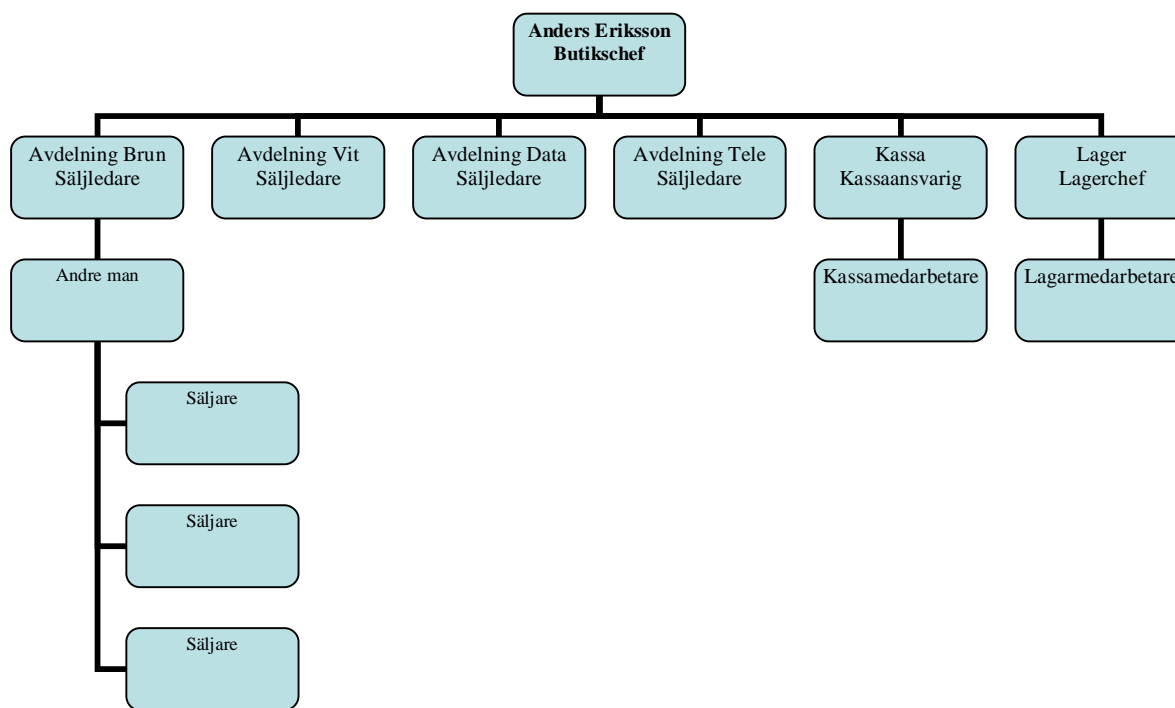 Anders Eriksson
Butikschef
Avdelning Brun
Säljledare
Avdelning Vit
Säljledare
Avdelning Data
Säljledare
Avdelning Tele
Säljledare
Kassa
Kassaansvarig
Lager
Lagerchef
Andre man
Kassamedarbetare
Lagarmedarbetare
Säljare
Säljare
Säljare